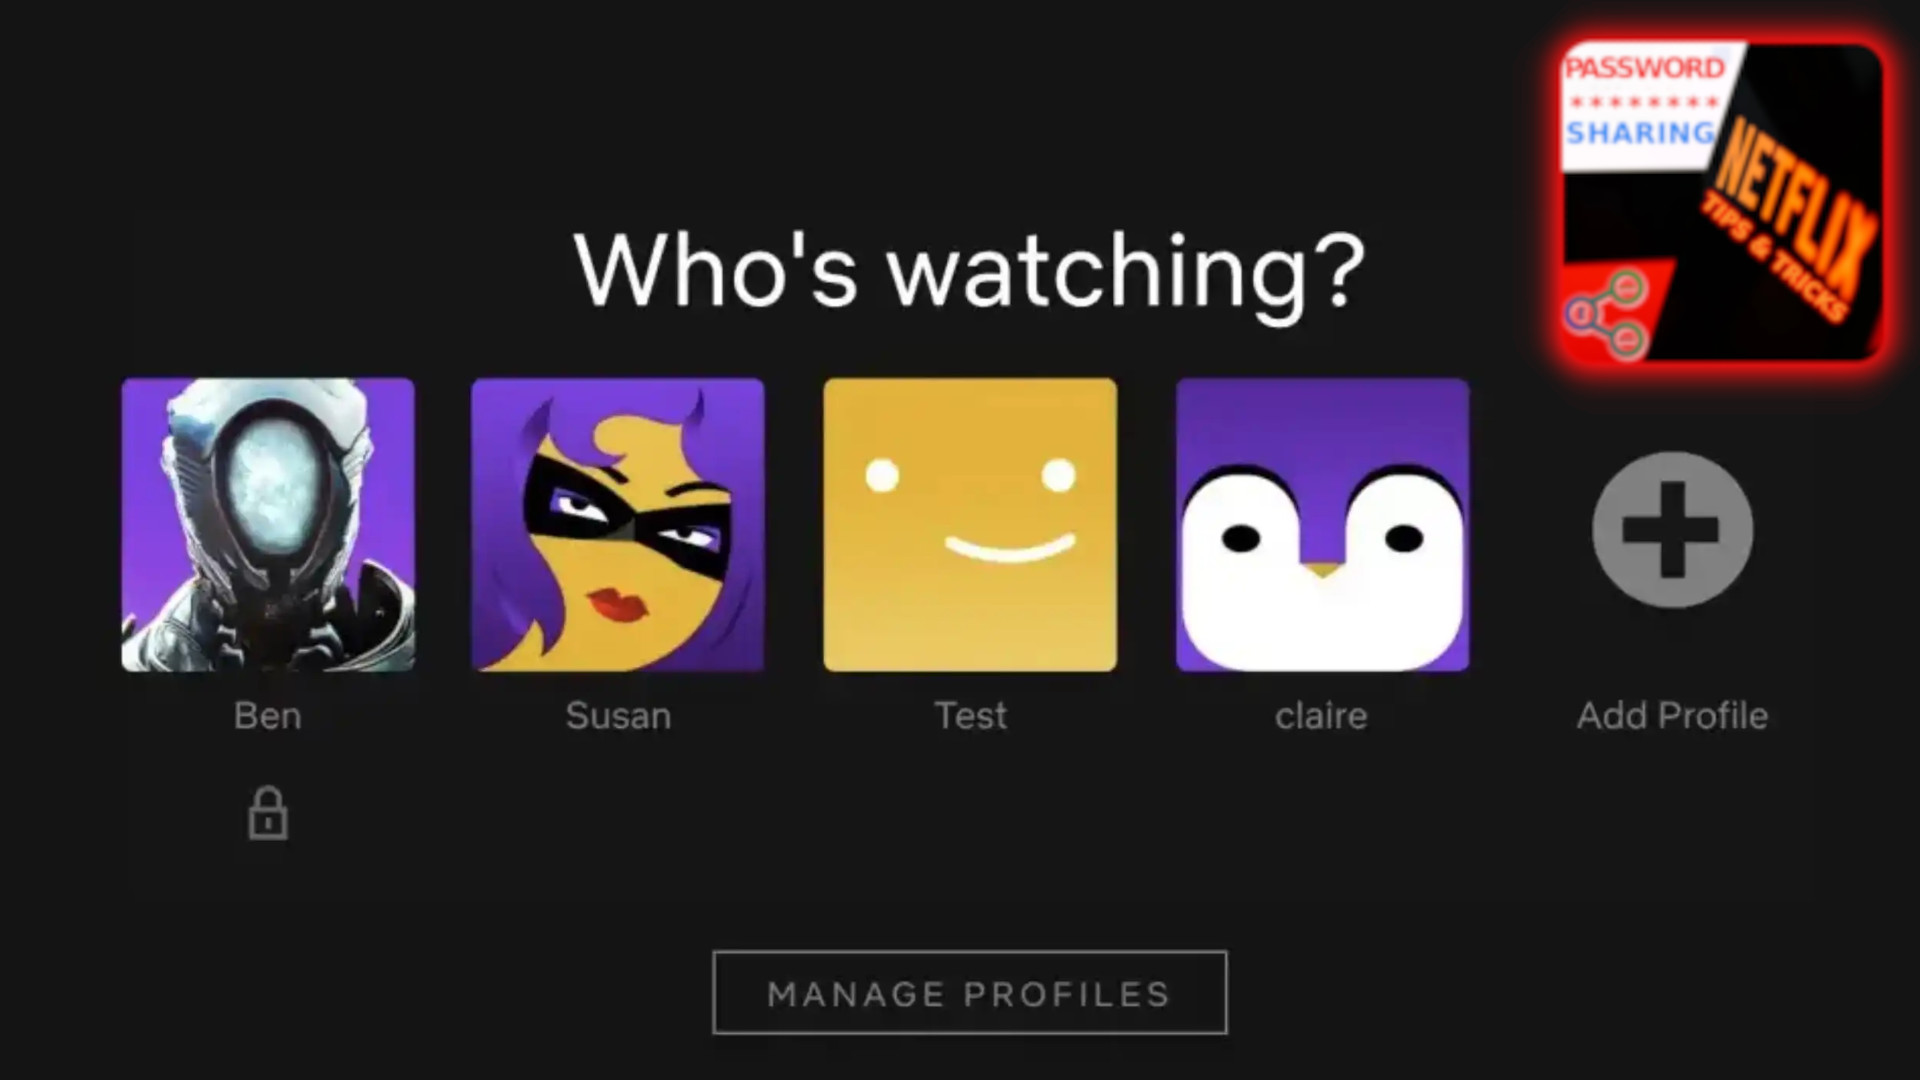 PASSWORD
********
SHARING
NETFLIX
TIPS & TRICKS
Who's watching?
Ben
Susan
Test
claire
Add Profile
MANAGE PROFILES